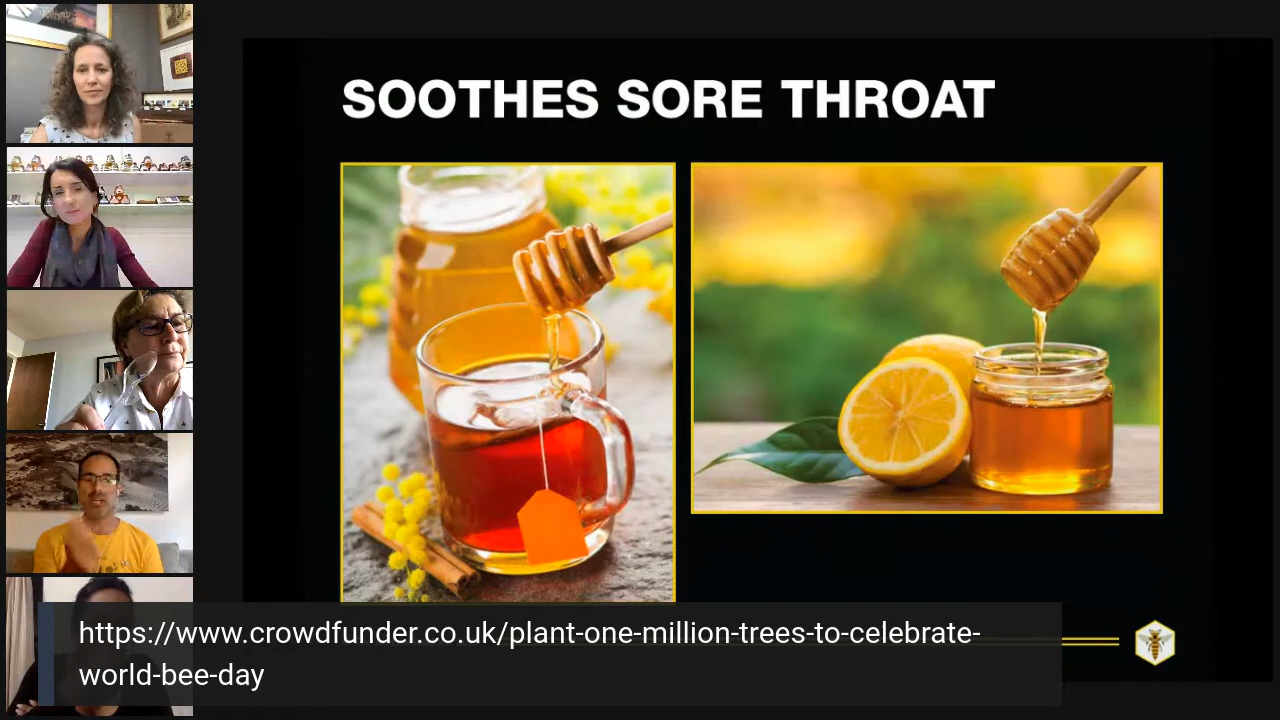 SOOTHES SORE THROAT
https://www.crowdfunder.co.uk/plant-one-million-trees-to-celebrate-
world-bee-day